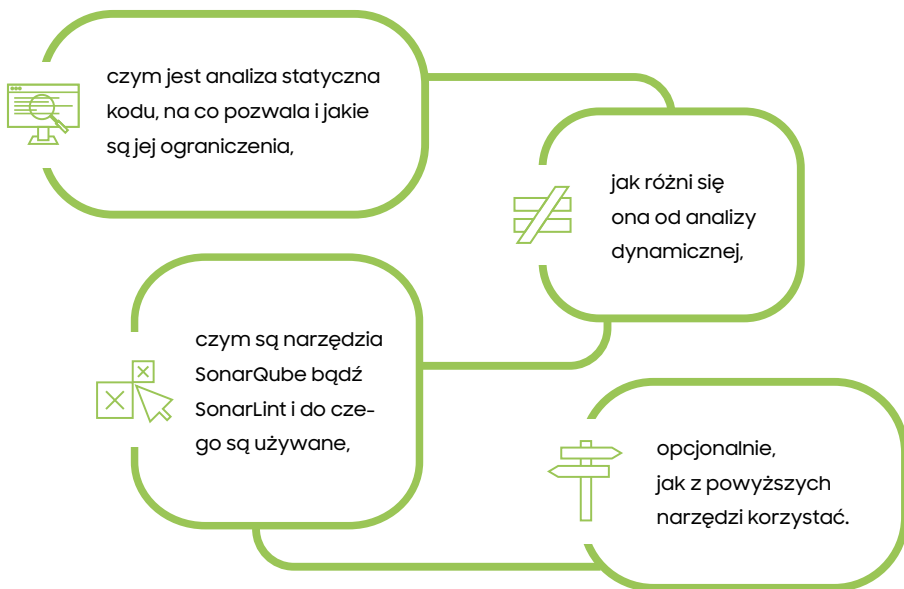 czym jest analiza statyczna
kodu, na co pozwala i jakie
są jej ograniczenia,
jak różni się
ona od analizy
dynamicznej,
czym są narzędzia
SonarQube bądź
SonarLint i do cze-
go są używane,
opcjonalnie,
jak z powyższych
narzędzi korzystać.